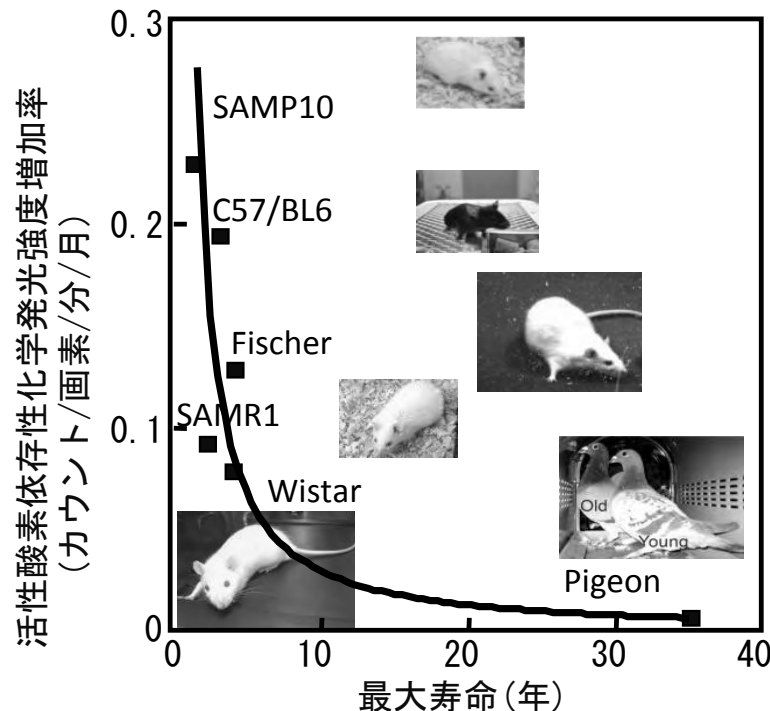 活性酸素依存性化学発光強度増加率
(カウント/画素/分/月)
0.3
0.2
0.1
0
SAMP10
C57/BL6
Fischer
SAMR1
Wistar
Old
Young
Pigeon
0 10 20 30 40
最大寿命(年)